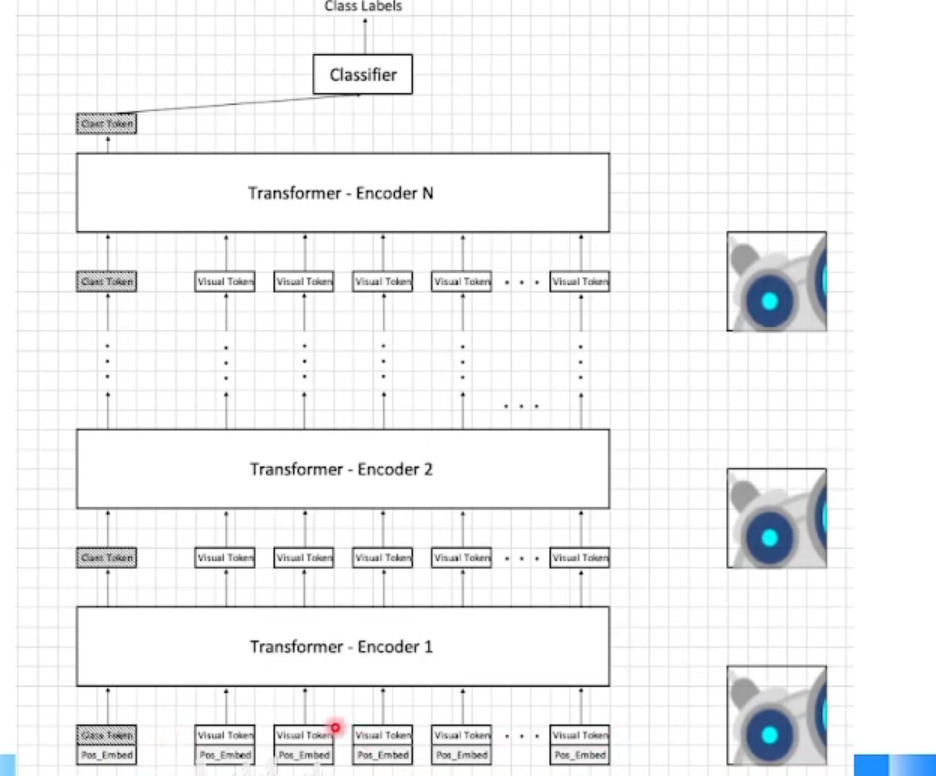 Class Labels
Classifier
Class Token
Transformer - Encoder N
Class Token Visual Token Visual Token Visual Token Visual Token . . . Visual Token
. . .
Transformer - Encoder 2
Class Token Visual Token Visual Token Visual Token Visual Token . . . Visual Token
Transformer - Encoder 1
Class Token Visual Token Visual Token Visual Token Visual Token . . . Visual Token
Pos_Embed Pos_Embed Pos_Embed Pos_Embed Pos_Embed Pos_Embed